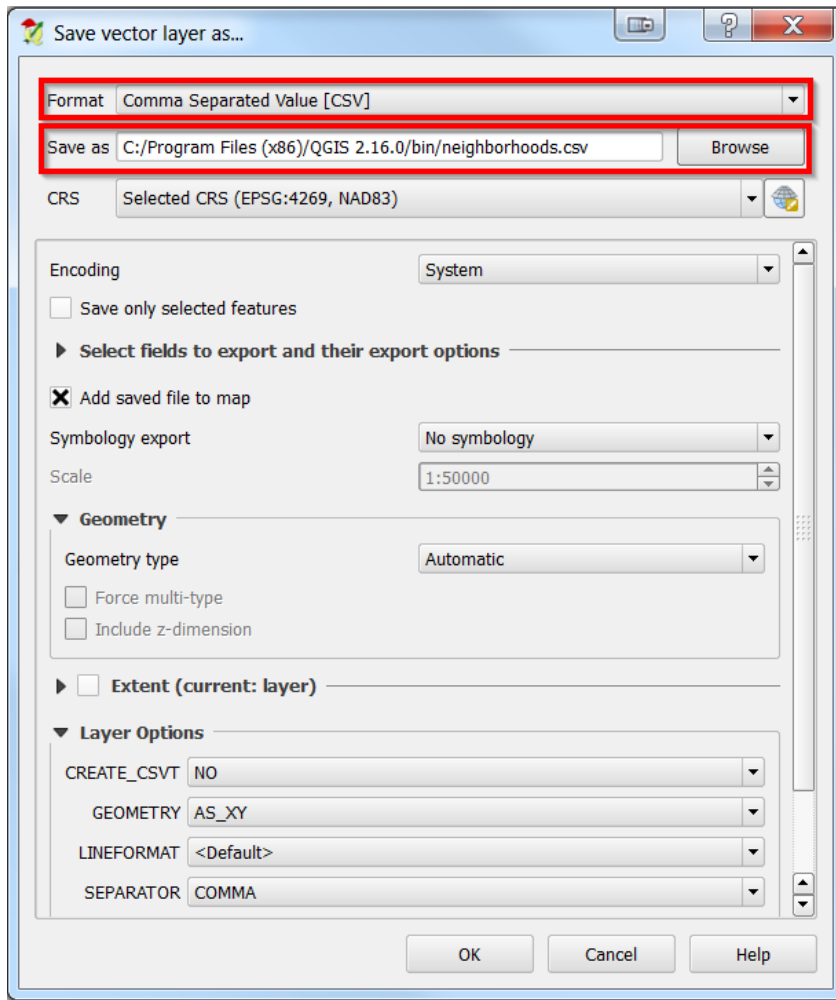 Save vector layer as...
Format Comma Separated Value [CSV]
Save as C:/Program Files (x86)/QGIS 2.16.0/bin/neighborhoods.csv Browse
CRS Selected CRS (EPSG:4269, NAD83)
Encoding System
Save only selected features
Select fields to export and their export options
Add saved file to map
Symbology export No symbology
Scale 1:50000
Geometry
Geometry type Automatic
Force multi-type
Include z-dimension
Extent (current: layer)
Layer Options
CREATE_CSVT NO
GEOMETRY AS_XY
LINEFORMAT <Default>
SEPARATOR COMMA
OK Cancel Help